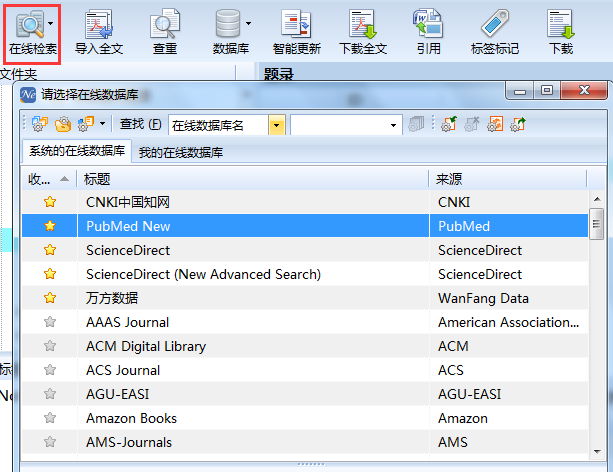 在线检索 导入全文 查重 数据库 智能更新 下载全文 引用 标签标记 下载
文件夹 题录
Ne 请选择在线数据库
查找 (F) 在线数据库名
系统的在线数据库 我的在线数据库
收... 标题 来源
CNKI中国知网 CNKI
PubMed New PubMed
ScienceDirect ScienceDirect
ScienceDirect (New Advanced Search) ScienceDirect
万方数据 WanFang Data
AAAS Journal American Association...
ACM Digital Library ACM
ACS Journal ACS
AGU-EASI AGU-EASI
Amazon Books Amazon
AMS-Journals AMS